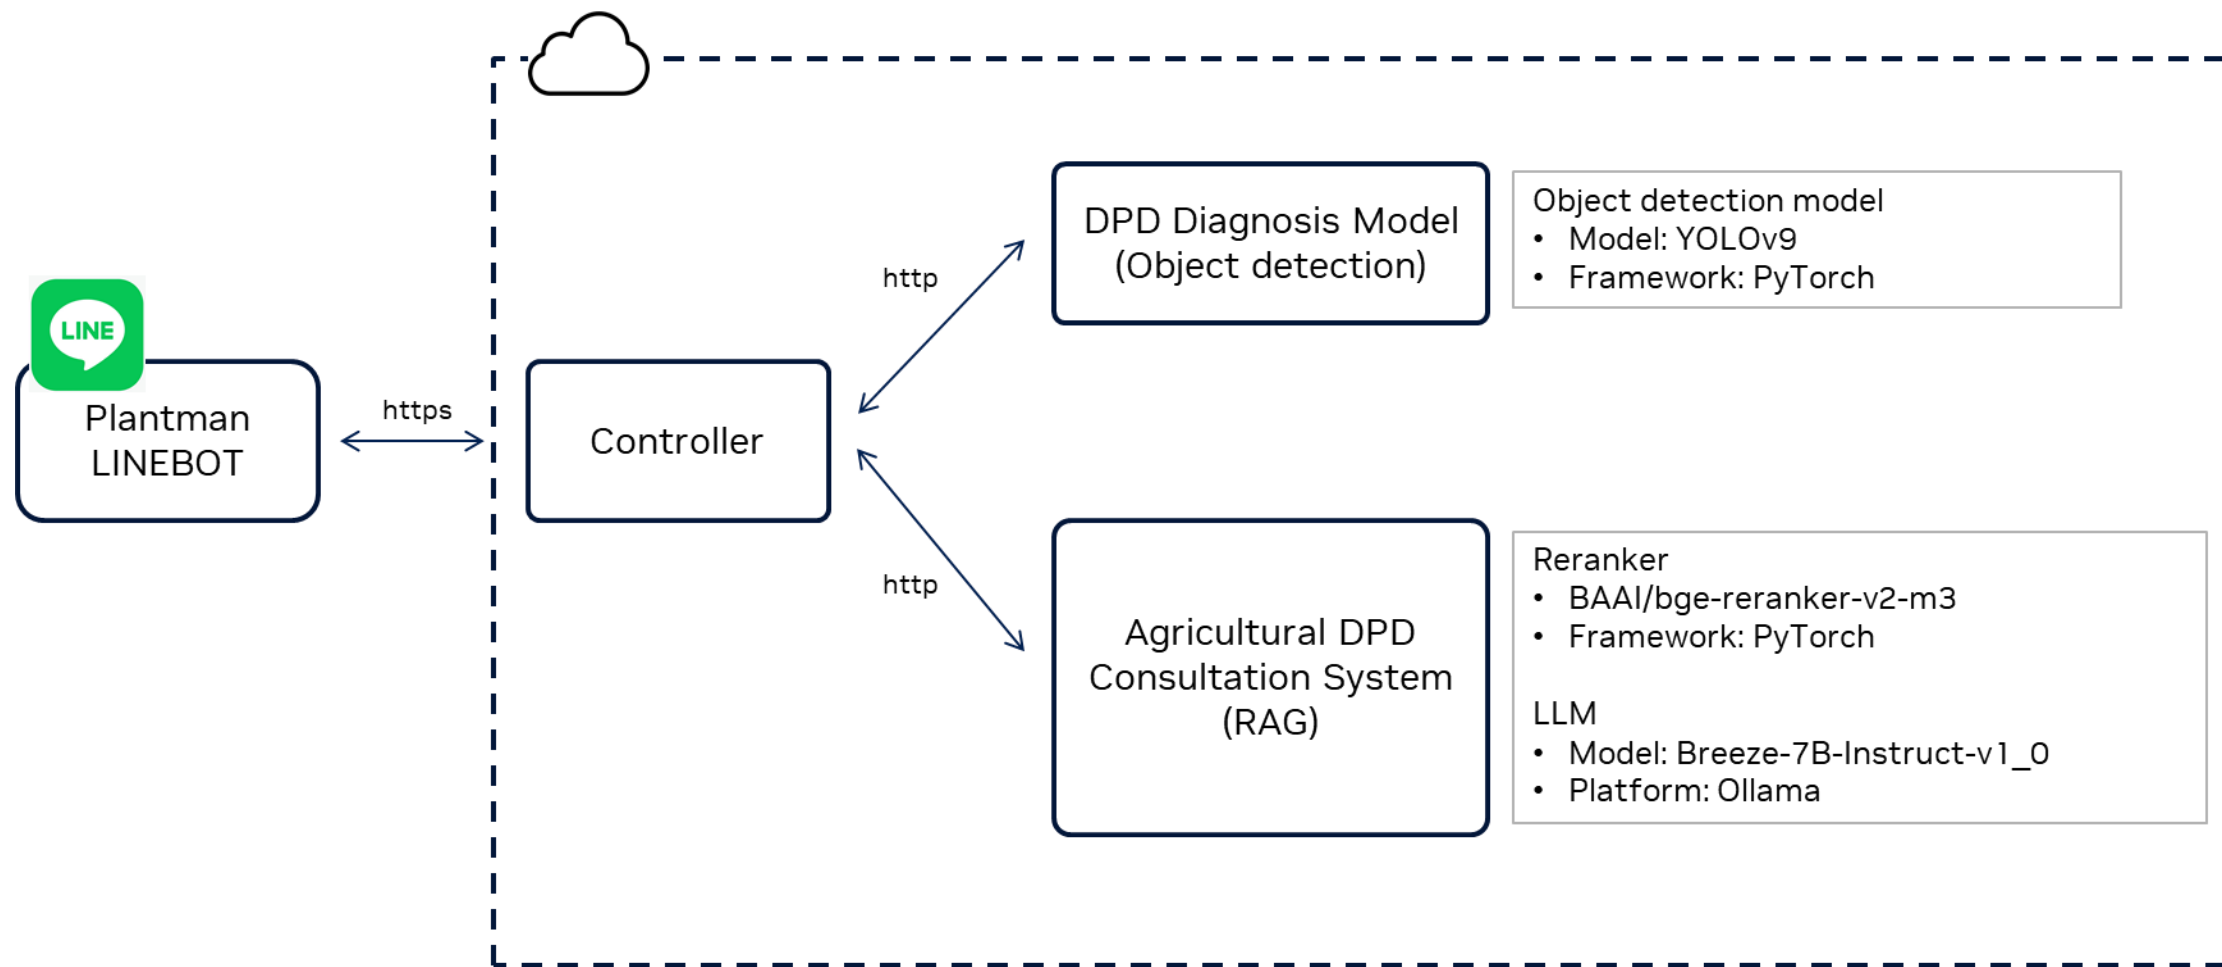 LINE
Plantman
LINEBOT
https
Controller
http
http
DPD Diagnosis Model
(Object detection)
Object detection model
• Model: YOLOv9
• Framework: PyTorch
Agricultural DPD
Consultation System
(RAG)
Reranker
• BAAI/bge-reranker-v2-m3
• Framework: PyTorch
LLM
• Model: Breeze-7B-Instruct-v1_0
• Platform: Ollama